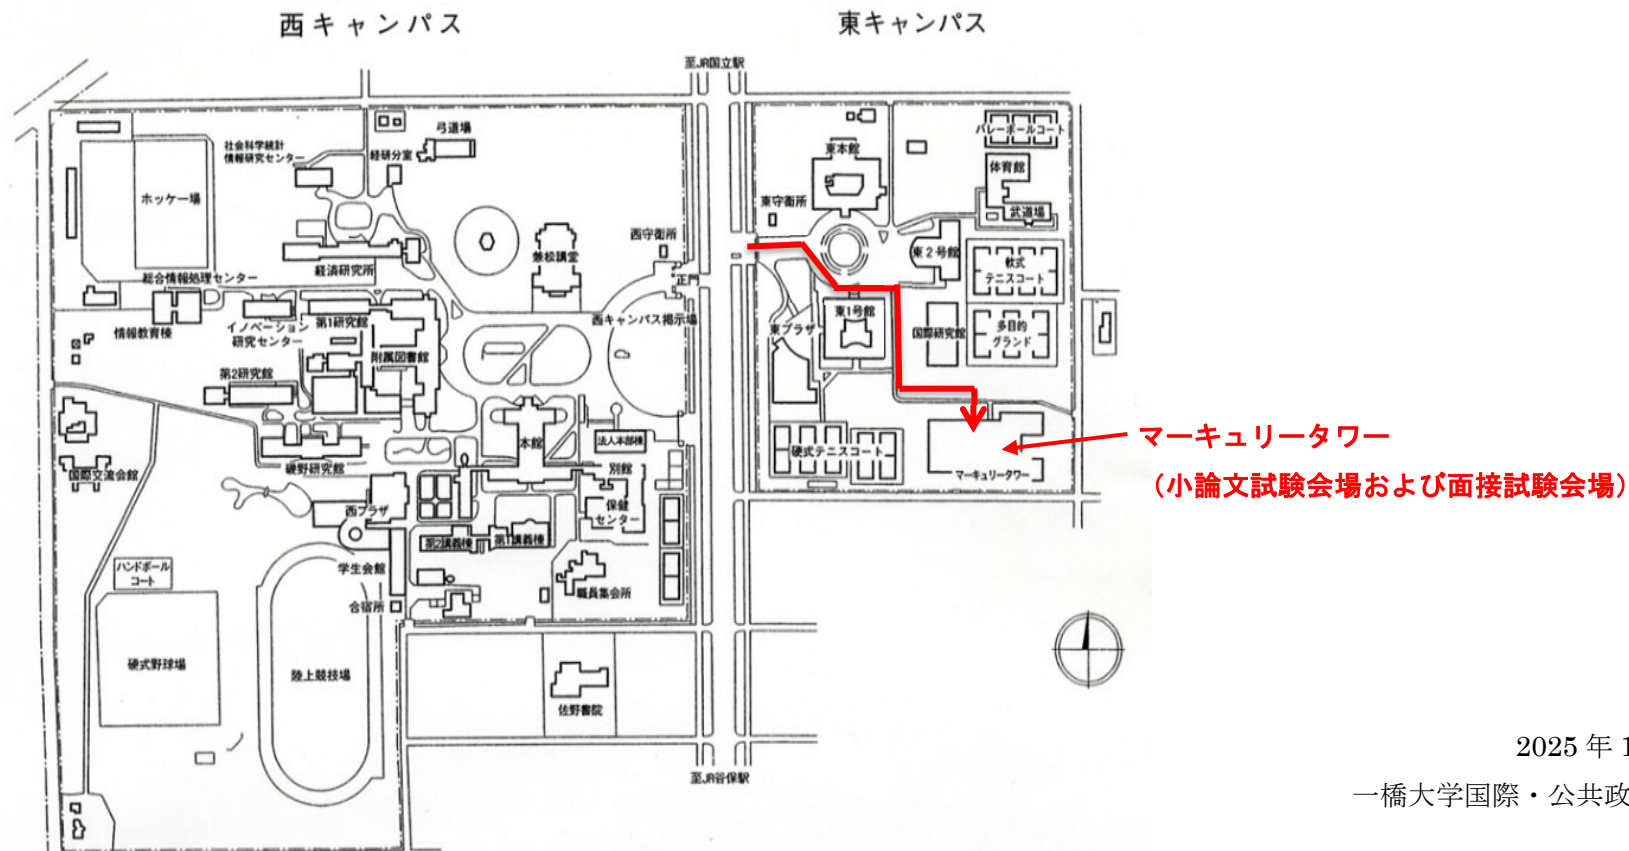 西キャンパス
東キャンパス
至JR国立駅
弓道場
社会科学統計
情報研究センター
経研分室
ホッケー場
経済研究所
総合情報処理センター
兼松講堂
西守衛所
正門
西キャンパス掲示場
情報教育棟
イノベーション
研究センター
第1研究館
附属図書館
第2研究館
磯野研究館
国際交流会館
本館
法人本部棟
別館
保健
センター
西プラザ
第2講義棟
第1講義棟
学生会館
職員集会所
合宿所
ハンドボール
コート
硬式野球場
陸上競技場
佐野書院
至JR谷保駅
バレーボールコート
東本館
体育館
武道場
東守衛所
東2号館
軟式
テニスコート
東1号館
東プラザ
国際研究館
多目的
グランド
硬式テニスコート
マーキュリータワー
マーキュリータワー
（小論文試験会場および面接試験会場）
2025 年 1
一橋大学国際・公共政